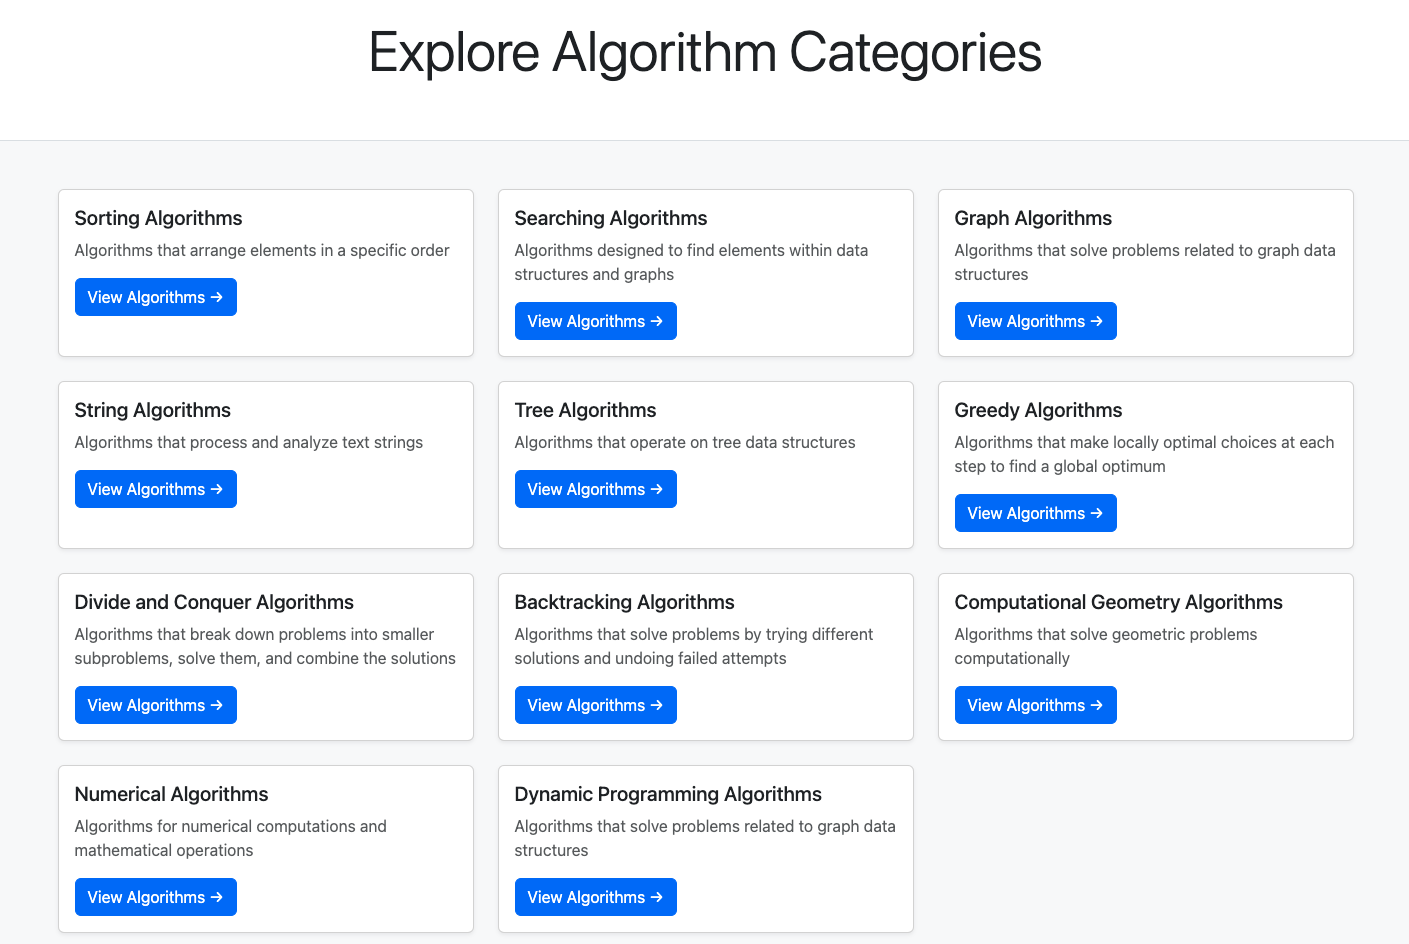 Explore Algorithm Categories
Sorting Algorithms
Algorithms that arrange elements in a specific order
View Algorithms →
Searching Algorithms
Algorithms designed to find elements within data
structures and graphs
View Algorithms →
Graph Algorithms
Algorithms that solve problems related to graph data
structures
View Algorithms →
String Algorithms
Algorithms that process and analyze text strings
View Algorithms →
Tree Algorithms
Algorithms that operate on tree data structures
View Algorithms →
Greedy Algorithms
Algorithms that make locally optimal choices at each
step to find a global optimum
View Algorithms →
Divide and Conquer Algorithms
Algorithms that break down problems into smaller
subproblems, solve them, and combine the solutions
View Algorithms →
Backtracking Algorithms
Algorithms that solve problems by trying different
solutions and undoing failed attempts
View Algorithms →
Computational Geometry Algorithms
Algorithms that solve geometric problems
computationally
View Algorithms →
Numerical Algorithms
Algorithms for numerical computations and
mathematical operations
View Algorithms →
Dynamic Programming Algorithms
Algorithms that solve problems related to graph data
structures
View Algorithms →